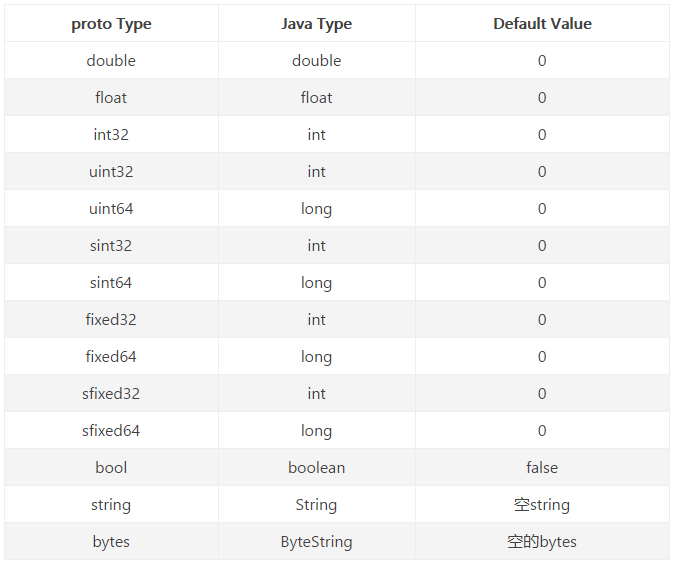 proto Type Java Type Default Value
double double 0
float float 0
int32 int 0
uint32 int 0
uint64 long 0
sint32 int 0
sint64 long 0
fixed32 int 0
fixed64 long 0
sfixed32 int 0
sfixed64 long 0
bool boolean false
string String 空string
bytes ByteString 空的bytes